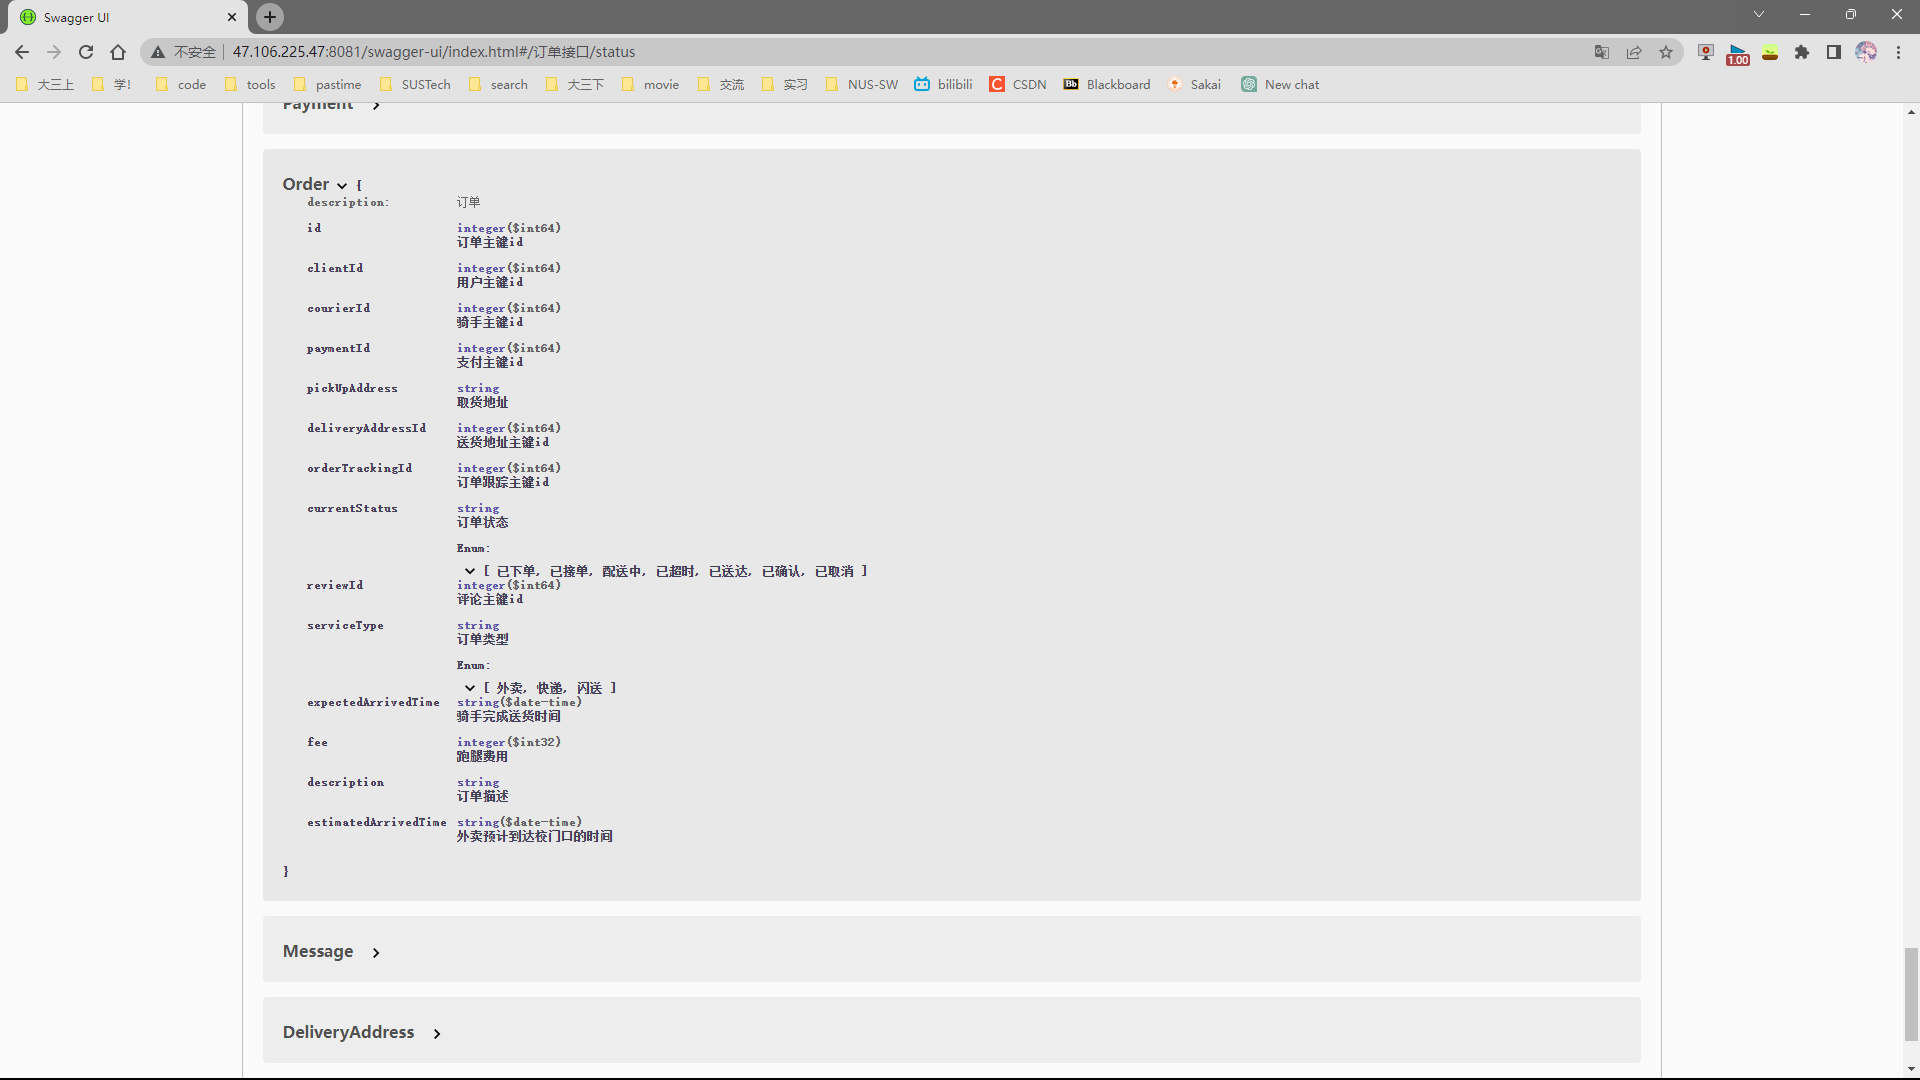 Swagger UI
不安全 47.106.225.47:8081/swagger-ui/index.html#/订单接口/status
1.00
大三上 学! code tools pastime SUSTech search 大三下 movie 交流 实习 NUS-SW bilibili CSDN Blackboard Sakai New chat
Payment
Order {
description: 订单
id integer($int64)
订单主键id
clientId integer($int64)
用户主键id
courierId integer($int64)
骑手主键id
paymentId integer($int64)
支付主键id
pickUpAddress string
取货地址
deliveryAddressId integer($int64)
送货地址主键id
orderTrackingId integer($int64)
订单跟踪主键id
currentStatus string
订单状态
Enum:
[ 已下单, 已接单, 配送中, 已超时, 已送达, 已确认, 已取消 ]
reviewId integer($int64)
评论主键id
serviceType string
订单类型
Enum:
[ 外卖, 快递, 闪送 ]
expectedArrivedTime string($date-time)
骑手完成送货时间
fee integer($int32)
跑腿费用
description string
订单描述
estimatedArrivedTime string($date-time)
外卖预计到达校门口的时间
}
Message
DeliveryAddress